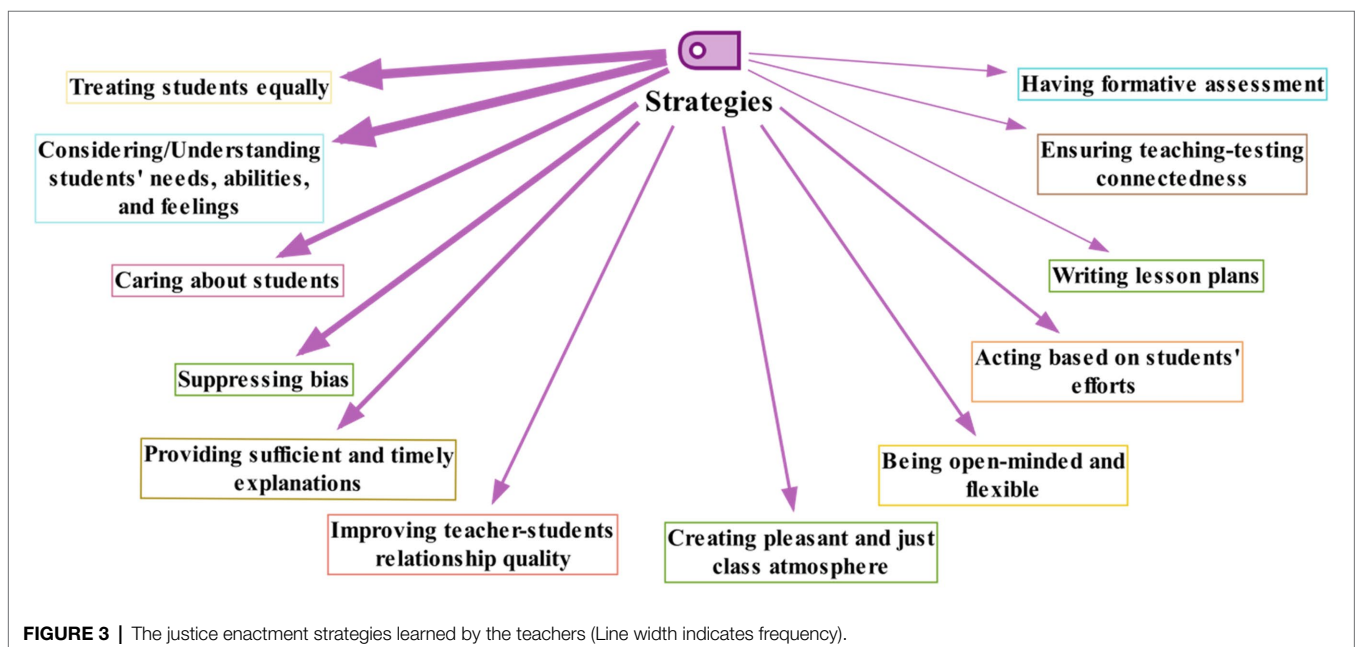 Strategies
Treating students equally
Considering/Understanding
students' needs, abilities,
and feelings
Caring about students
Suppressing bias
Providing sufficient and timely
explanations
Improving teacher-students
relationship quality
Creating pleasant and just
class atmosphere
Being open-minded and
flexible
Acting based on students'
efforts
Writing lesson plans
Ensuring teaching-testing
connectedness
Having formative assessment
FIGURE 3 | The justice enactment strategies learned by the teachers (Line width indicates frequency).